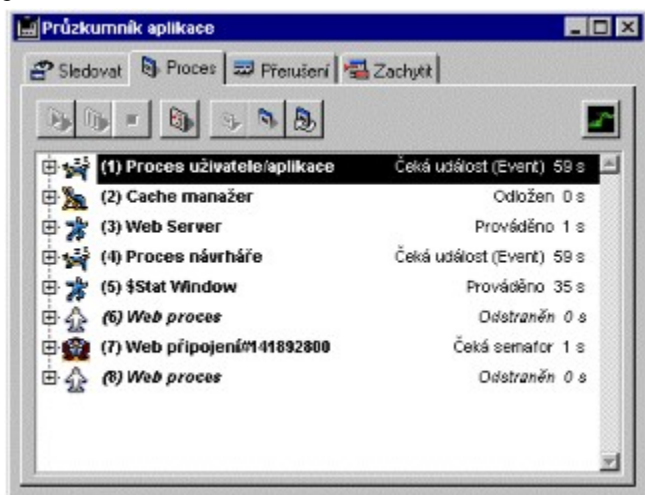 Průzkumník aplikace
Sledovat Proces Přerušení Zachytit
(1) Proces uživatele/aplikace Čeká událost (Event) 59 s
(2) Cache manažer Odložen 0 s
(3) Web Server Prováděno 1 s
(4) Proces návrháře Čeká událost (Event) 59 s
(5) $Stat Window Prováděno 35 s
(6) Web proces Odstraněn 0 s
(7) Web připojení#141892800 Čeká semafor 1 s
(8) Web proces Odstraněn 0 s